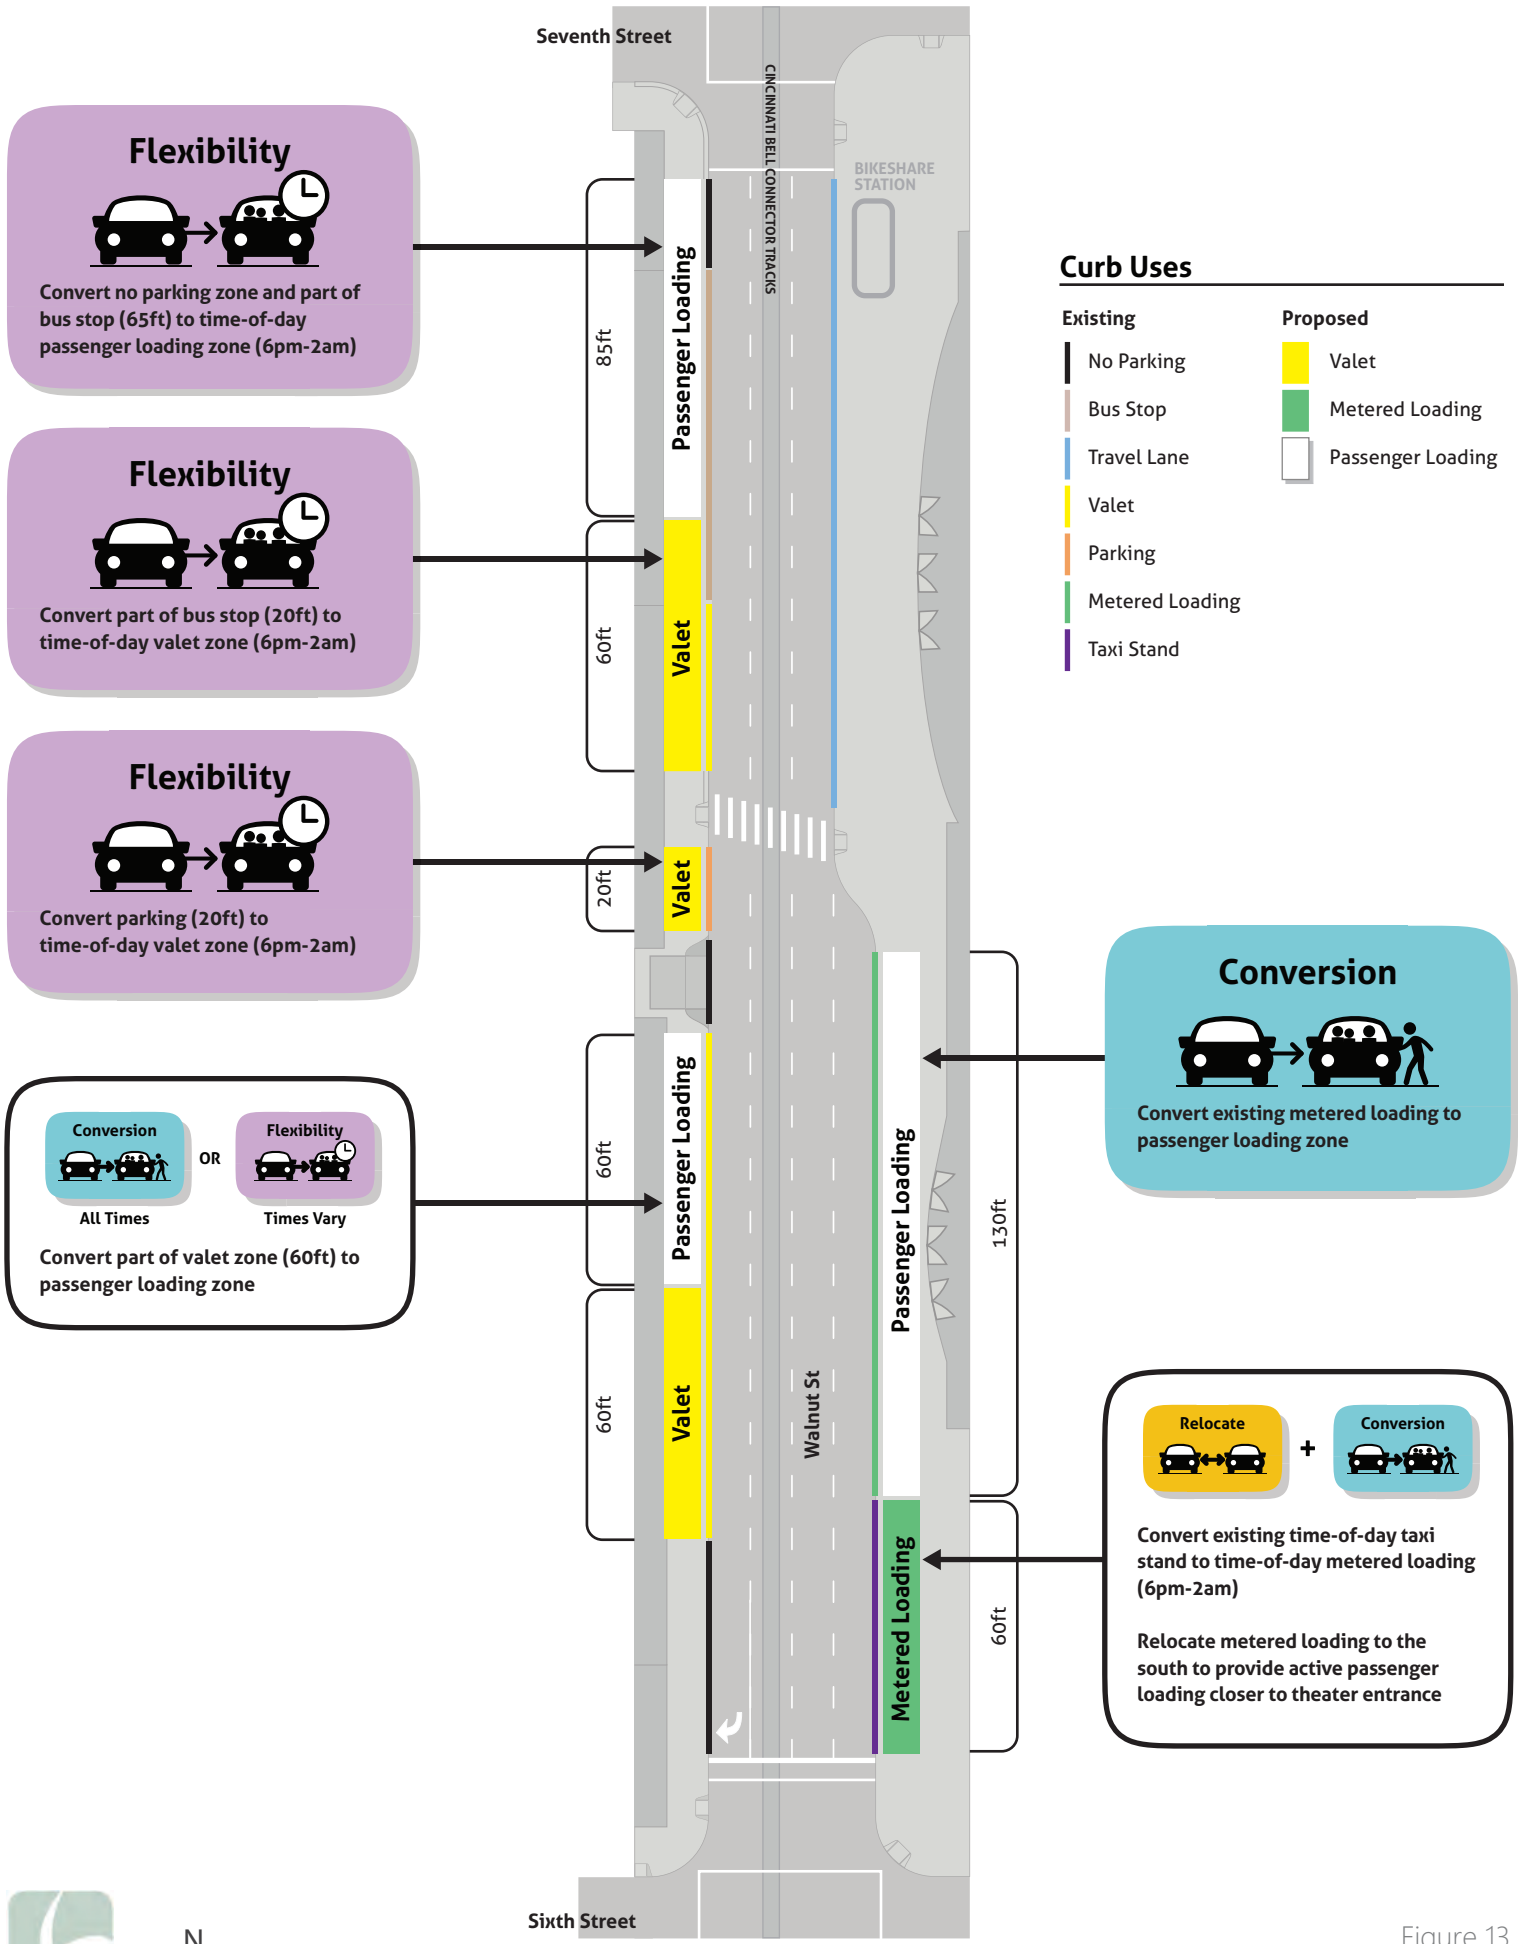 Seventh Street
CINCINNATI BELL CONNECTOR TRACKS
BIKESHARE
STATION
Flexibility
Convert no parking zone and part of
bus stop (65ft) to time-of-day
passenger loading zone (6pm-2am)
Flexibility
Convert part of bus stop (20ft) to
time-of-day valet zone (6pm-2am)
Flexibility
Convert parking (20ft) to
time-of-day valet zone (6pm-2am)
Conversion
OR
Flexibility
All Times
Times Vary
Convert part of valet zone (60ft) to
passenger loading zone
85ft
Passenger Loading
60ft
Valet
20ft
Valet
60ft
Passenger Loading
60ft
Valet
Walnut St
Passenger Loading
130ft
Metered Loading
60ft
Curb Uses
Existing
No Parking
Bus Stop
Travel Lane
Valet
Parking
Metered Loading
Taxi Stand
Proposed
Valet
Metered Loading
Passenger Loading
Conversion
Convert existing metered loading to
passenger loading zone
Relocate
+
Conversion
Convert existing time-of-day taxi
stand to time-of-day metered loading
(6pm-2am)
Relocate metered loading to the
south to provide active passenger
loading closer to theater entrance
Sixth Street
N
Figure 13